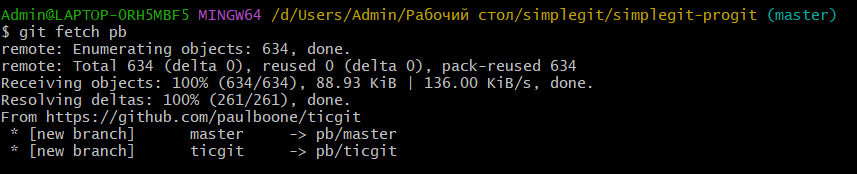 Admin@LAPTOP-ORH5MBF5 MINGW64 /d/Users/Admin/Рабочий стол/simplegit/simplegit-progit (master)
$ git fetch pb
remote: Enumerating objects: 634, done.
remote: Total 634 (delta 0), reused 0 (delta 0), pack-reused 634
Receiving objects: 100% (634/634), 88.93 KiB | 136.00 KiB/s, done.
Resolving deltas: 100% (261/261), done.
From https://github.com/paulboone/ticgit
 * [new branch]      master     -> pb/master
 * [new branch]      ticgit     -> pb/ticgit